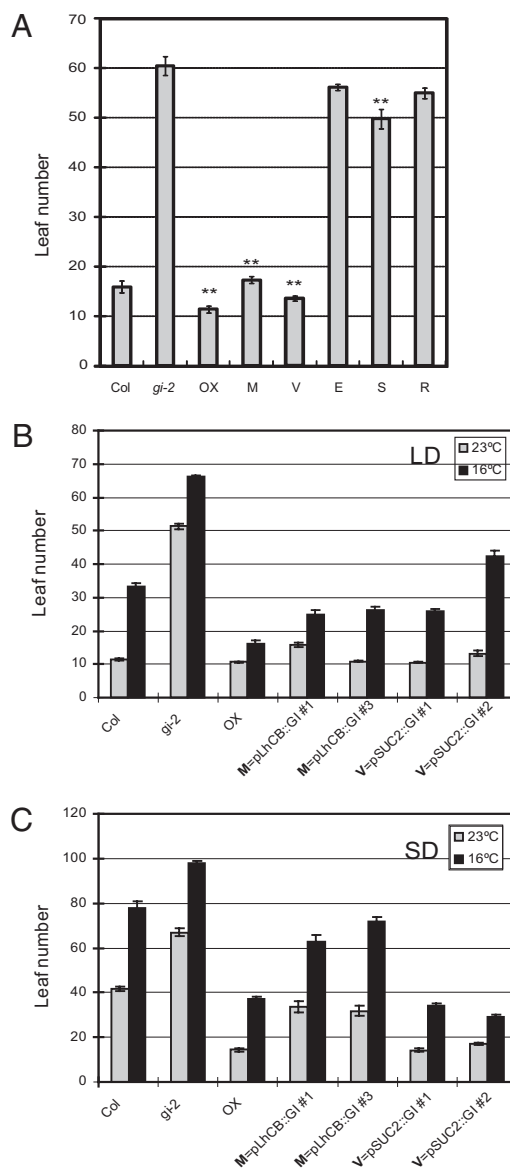 A
Leaf number
70
60
50
40
30
20
10
0
**
**
**
**
Col gi-2 OX M V E S R
B
LD
23ºC
16ºC
Leaf number
80
70
60
50
40
30
20
10
0
Col
gi-2
OX
M=pLhCB::GI #1
M=pLhCB::GI #3
V=pSUC2::GI #1
V=pSUC2::GI #2
C
SD
23ºC
16ºC
Leaf number
120
100
80
60
40
20
0
Col
gi-2
OX
M=pLhCB::GI #1
M=pLhCB::GI #3
V=pSUC2::GI #1
V=pSUC2::GI #2